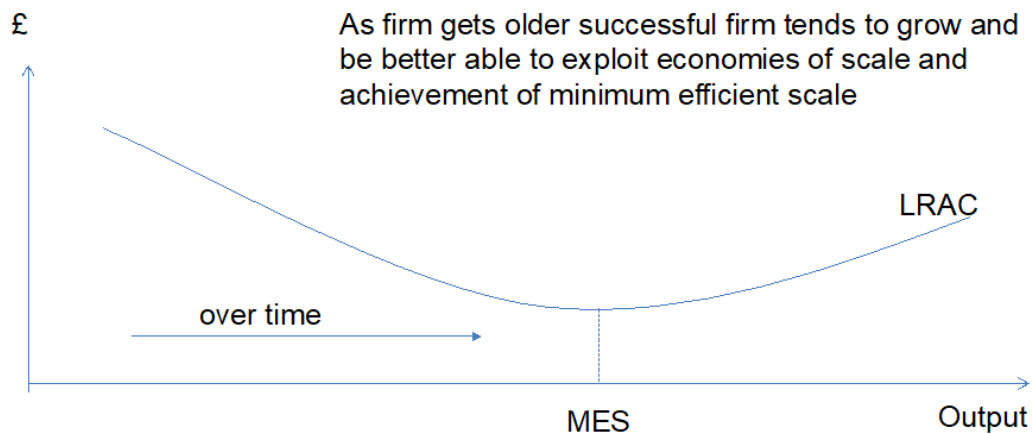 £
As firm gets older successful firm tends to grow and
be better able to exploit economies of scale and
achievement of minimum efficient scale
LRAC
over time
MES
Output